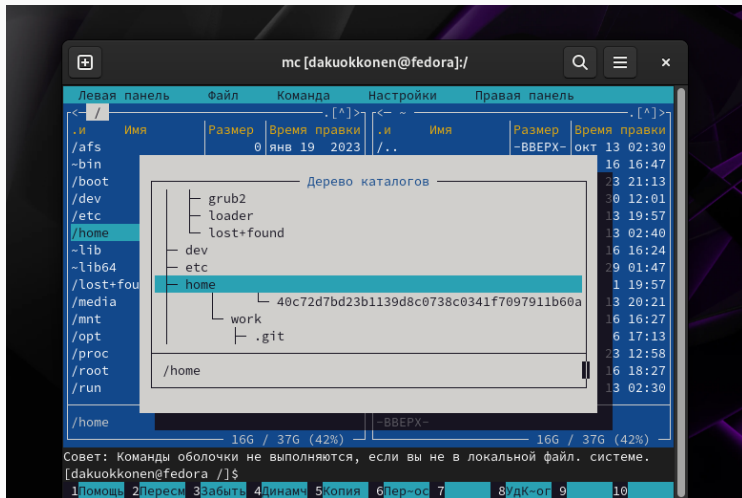 mc [dakuokkonen@fedora]:/
Левая панель Файл Команда Настройки Правая панель
<─ / .[^]> <─ ~ .[^]>
.и Имя Размер Время правки .и Имя Размер Время правки
/afs 0 янв 19 2023 /.. -ВВЕРХ- окт 13 02:30
~bin 16 16:47
/boot 23 21:13
Дерево каталогов
/dev grub2 30 12:01
/etc loader 13 19:57
/home lost+found 13 02:40
~lib dev 16 16:24
~lib64 etc 29 01:47
/lost+fou home 1 19:57
/media 40c72d7bd23b1139d8c0738c0341f7097911b60a 13 20:21
/mnt work 16 16:27
/opt .git 6 17:13
/proc 23 12:58
/root /home 16 18:27
/run 13 02:30
/home -ВВЕРХ-
16G / 37G (42%) 16G / 37G (42%)
Совет: Команды оболочки не выполняются, если вы не в локальной файл. системе.
[dakuokkonen@fedora /]$
1Помощь 2Пересм 3Забыть 4Динамч 5Копия 6Пер~ос 7 8УдК~ог 9 10